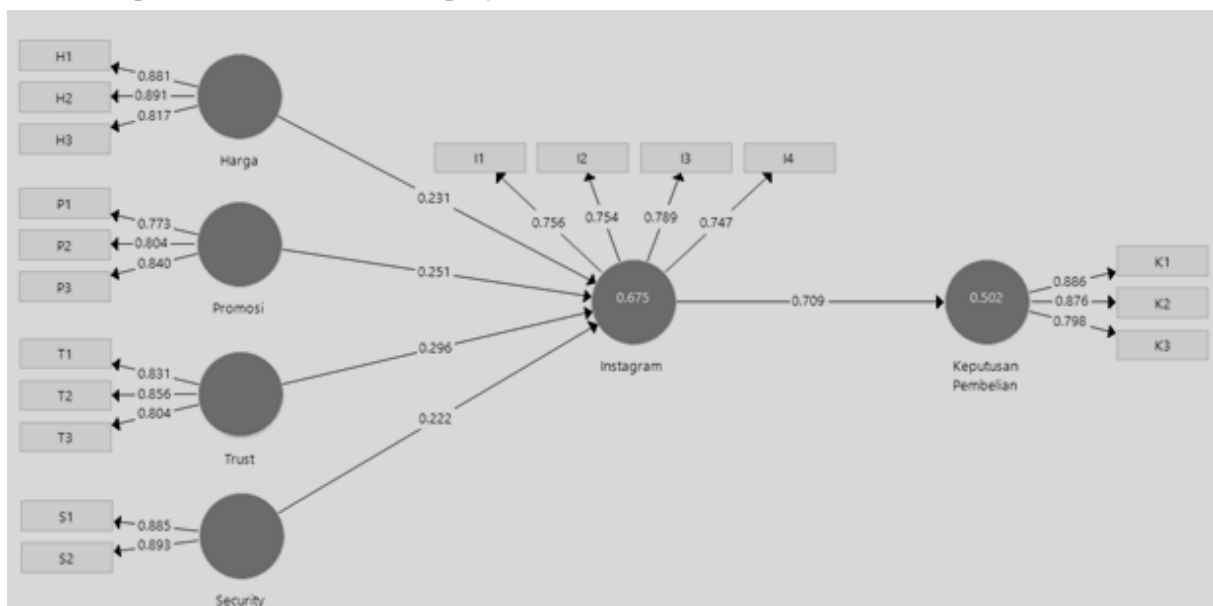 H1
H2
H3
0.881
0.891
0.817
Harga
P1
P2
P3
0.773
0.804
0.840
Promosi
T1
T2
T3
0.831
0.856
0.804
Trust
S1
S2
0.885
0.893
Security
0.231
0.251
0.296
0.222
I1
I2
I3
I4
0.756
0.754
0.789
0.747
0.675
Instagram
0.709
0.502
Keputusan
Pembelian
0.886
0.876
0.798
K1
K2
K3